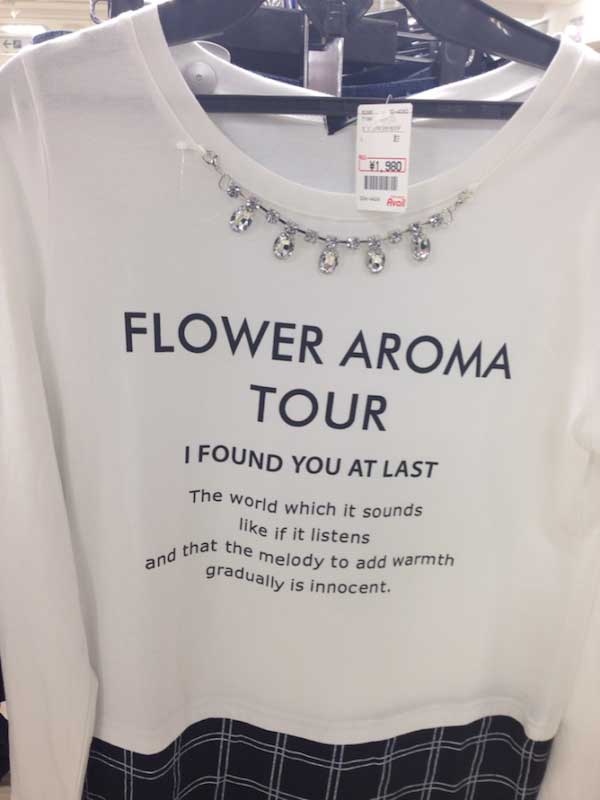 ¥1,980
Avail
FLOWER AROMA
TOUR
I FOUND YOU AT LAST
The world which it sounds
like if it listens
and that the melody to add warmth
gradually is innocent.